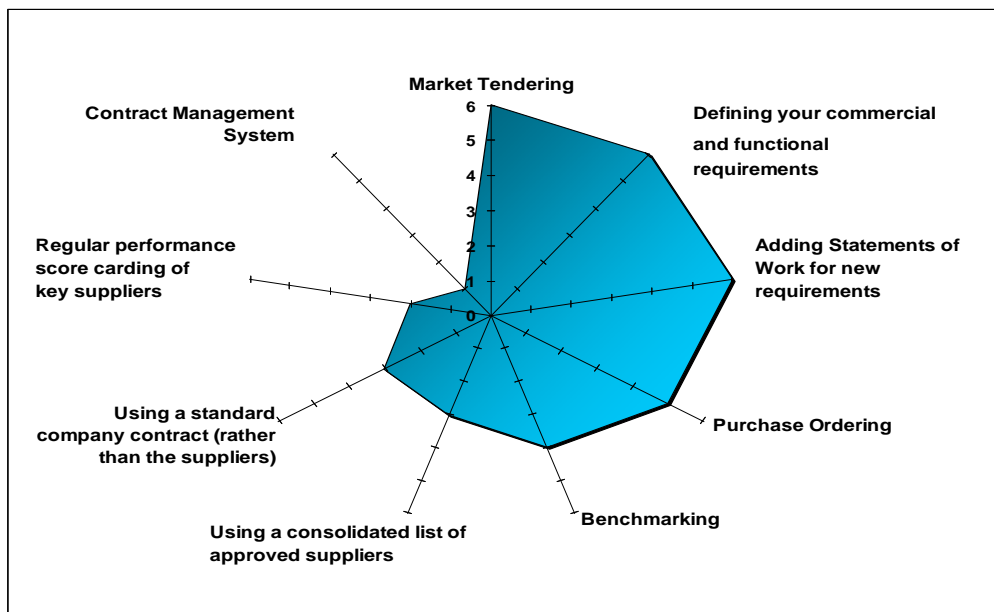 Market Tendering
6
5
4
3
2
1
0
Defining your commercial
and functional
requirements
Adding Statements of
Work for new
requirements
Purchase Ordering
Benchmarking
Using a consolidated list of
approved suppliers
Using a standard
company contract (rather
than the suppliers)
Regular performance
score carding of
key suppliers
Contract Management
System